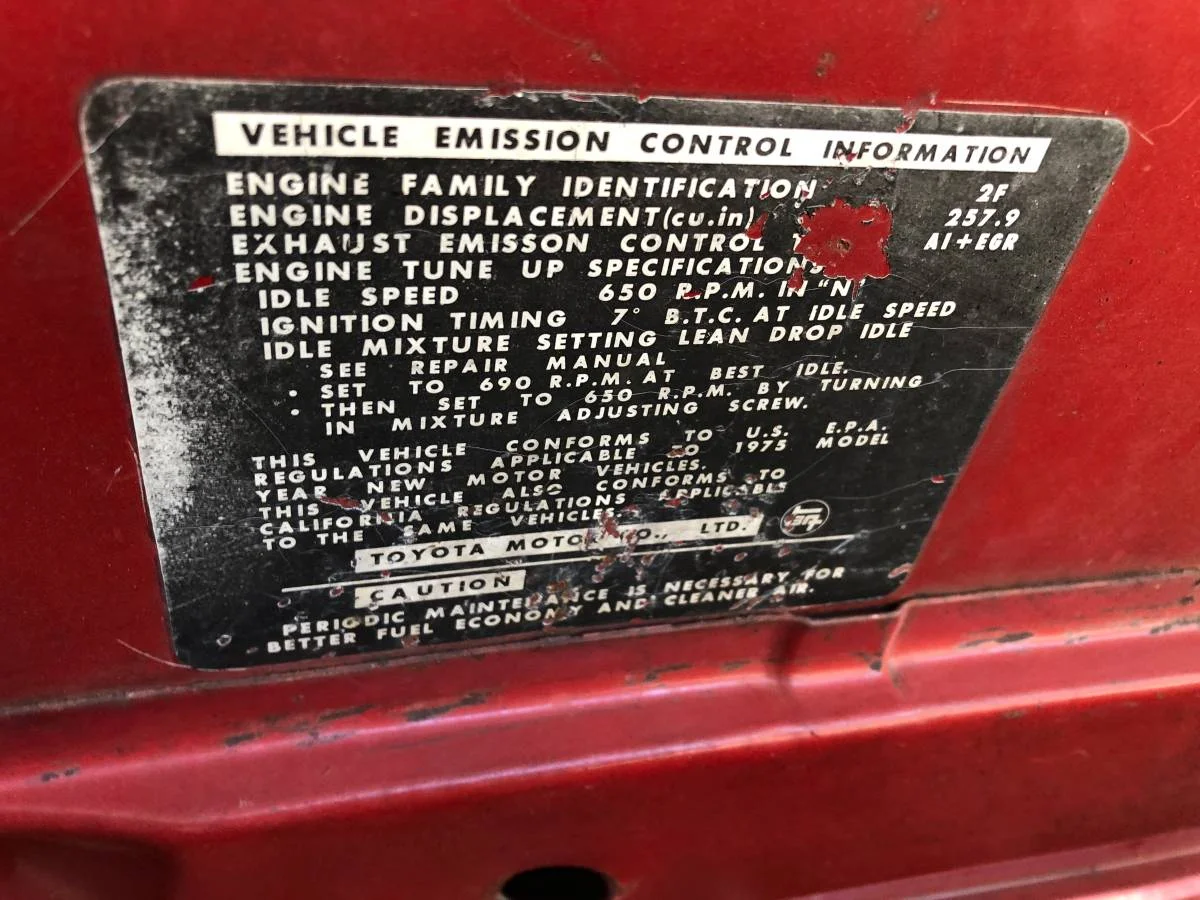 VEHICLE EMISSION CONTROL INFORMATION
ENGINE FAMILY IDENTIFICATION 2F
ENGINE DISPLACEMENT(cu.in) 257.9
EXHAUST EMISSON CONTROL AI+EGR
ENGINE TUNE UP SPECIFICATIONS
IDLE SPEED 650 R.P.M. IN "N"
IGNITION TIMING 7° B.T.C. AT IDLE SPEED
IDLE MIXTURE SETTING LEAN DROP IDLE
SEE REPAIR MANUAL
• SET TO 690 R.P.M. AT BEST IDLE.
• THEN SET TO 650 R.P.M. BY TURNING
IN MIXTURE ADJUSTING SCREW.
THIS VEHICLE CONFORMS TO U.S. E.P.A.
REGULATIONS APPLICABLE TO 1975 MODEL
YEAR NEW MOTOR VEHICLES.
THIS VEHICLE ALSO CONFORMS TO
CALIFORNIA REGULATIONS APPLICABLE
TO THE SAME VEHICLES.
TOYOTA MOTOR CO., LTD.
CAUTION
PERIODIC MAINTENANCE IS NECESSARY FOR
BETTER FUEL ECONOMY AND CLEANER AIR.